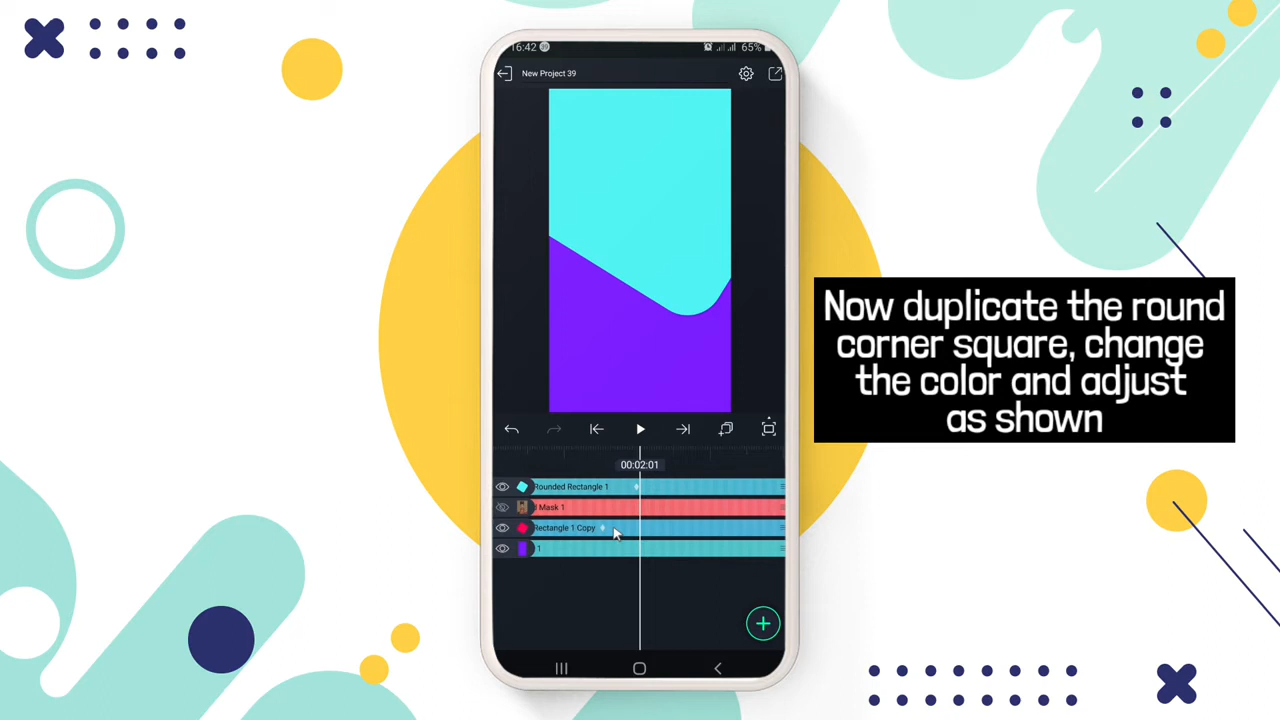 16:42
65%
New Project 39
Now duplicate the round
corner square, change
the color and adjust
as shown
00:02:01
Rounded Rectangle 1
l Mask 1
Rectangle 1 Copy
1